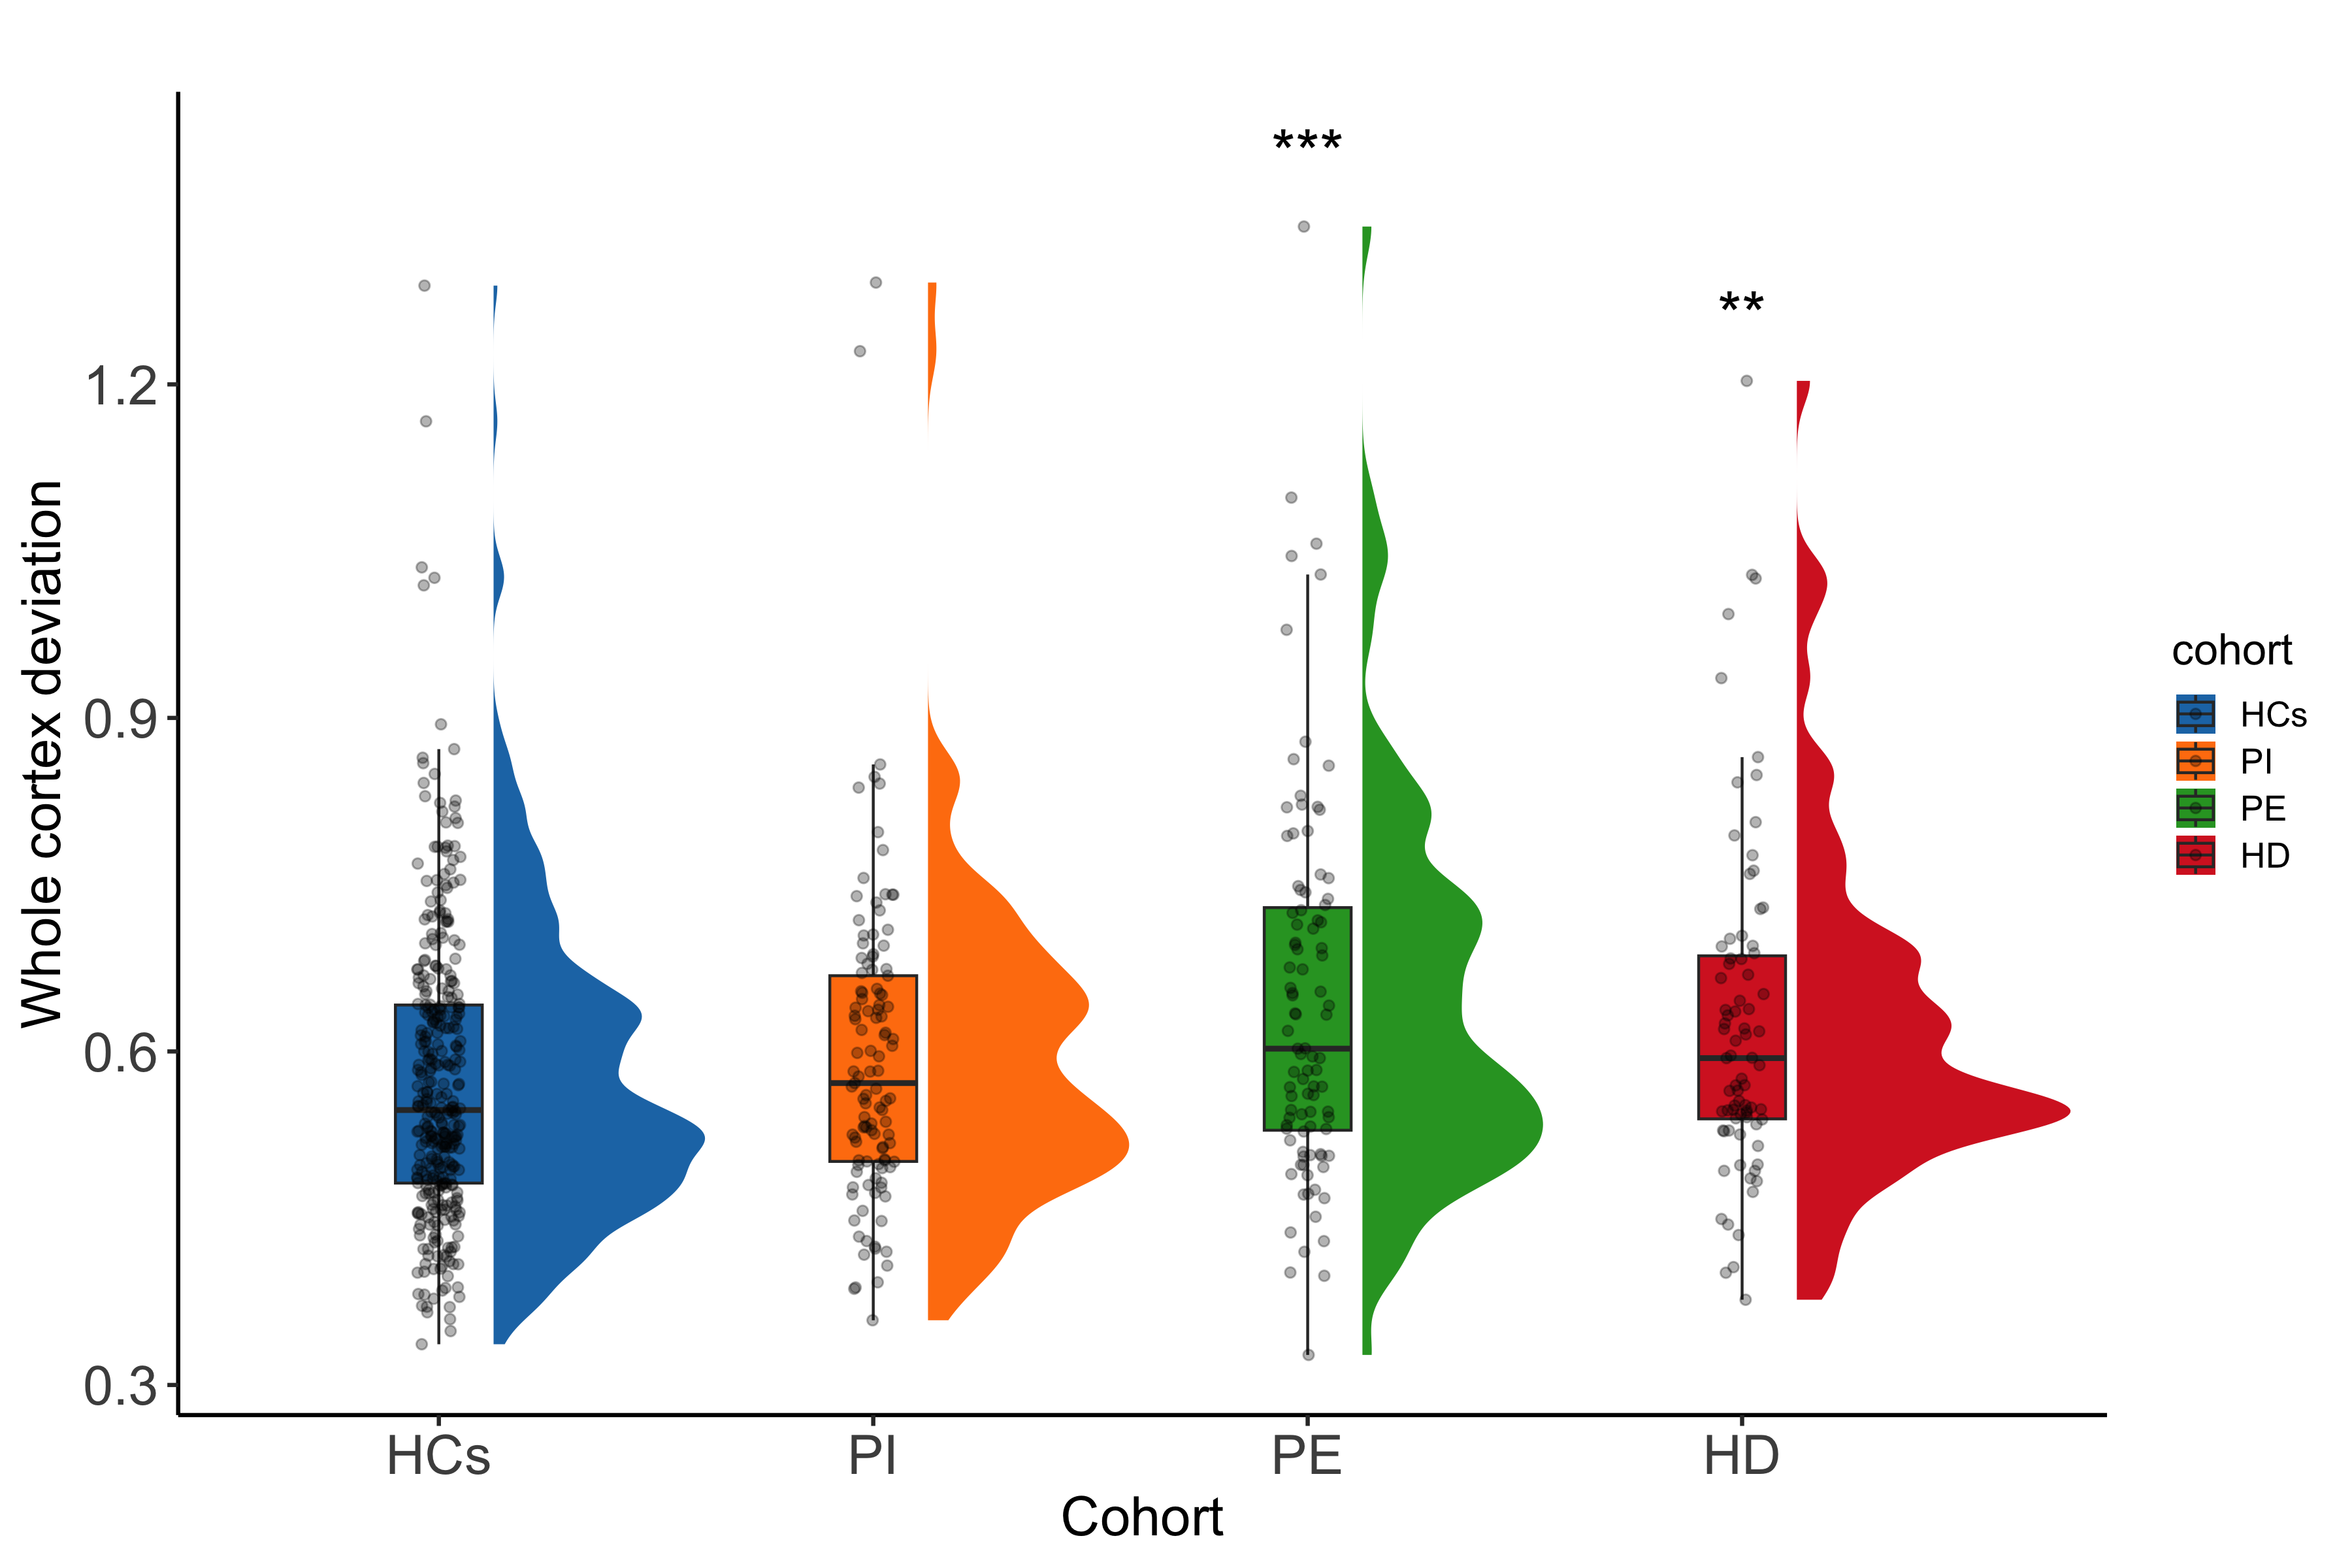 ***
**
1.2
0.9
0.6
0.3
Whole cortex deviation
HCs PI PE HD
Cohort
cohort
HCs
PI
PE
HD